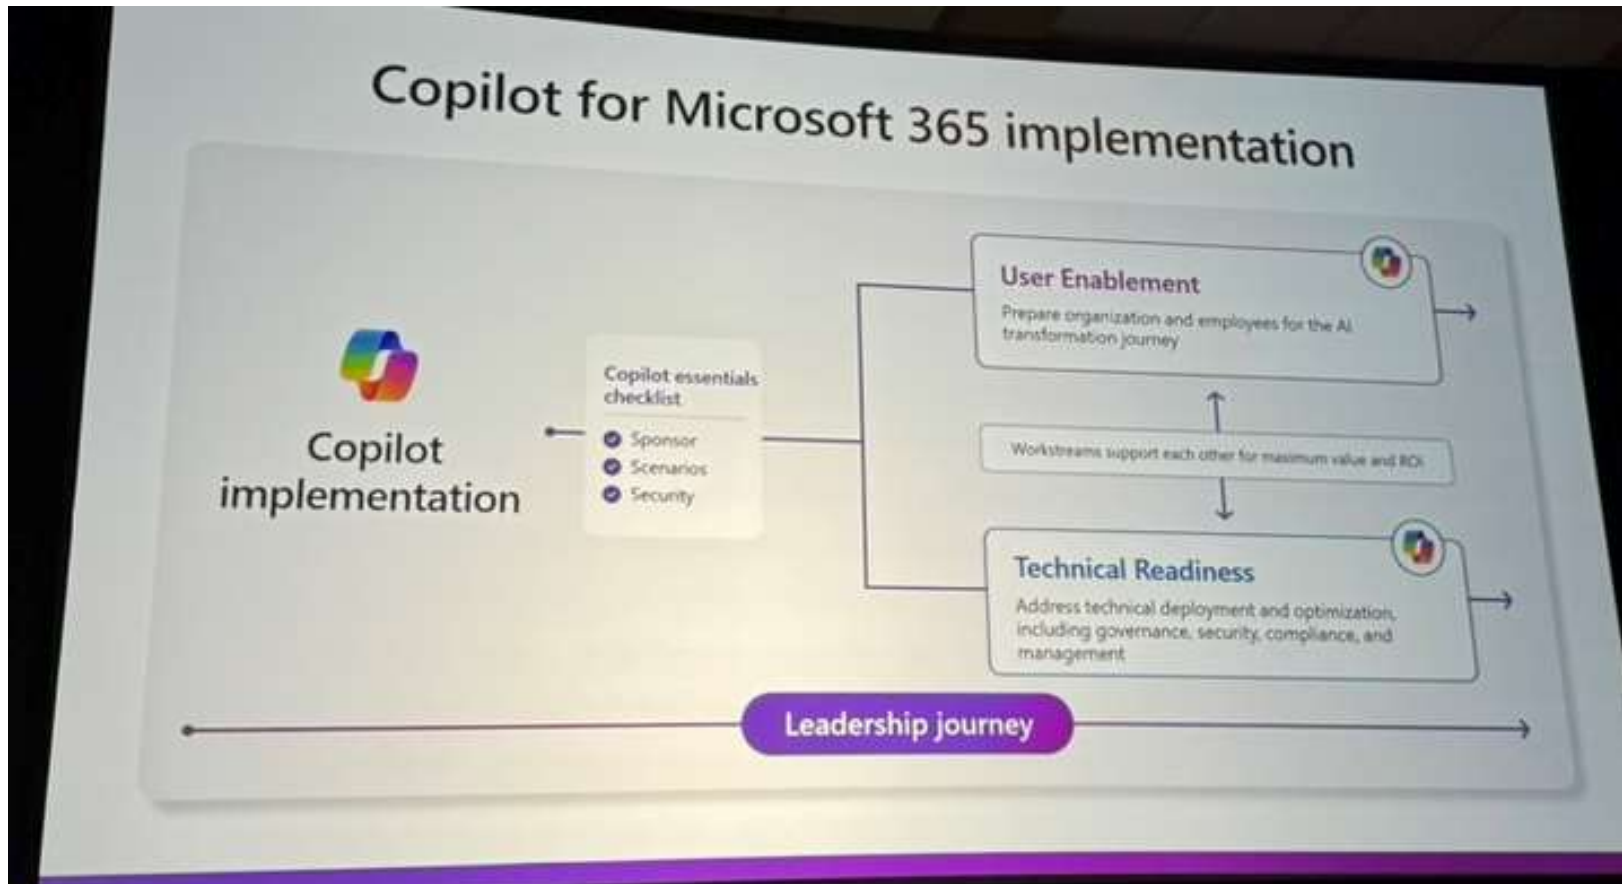 Copilot for Microsoft 365 implementation
Copilot
implementation
Copilot essentials
checklist
Sponsor
Scenarios
Security
User Enablement
Prepare organization and employees for the AI
transformation journey
Workstreams support each other for maximum value and ROI
Technical Readiness
Address technical deployment and optimization,
including governance, security, compliance, and
management
Leadership journey